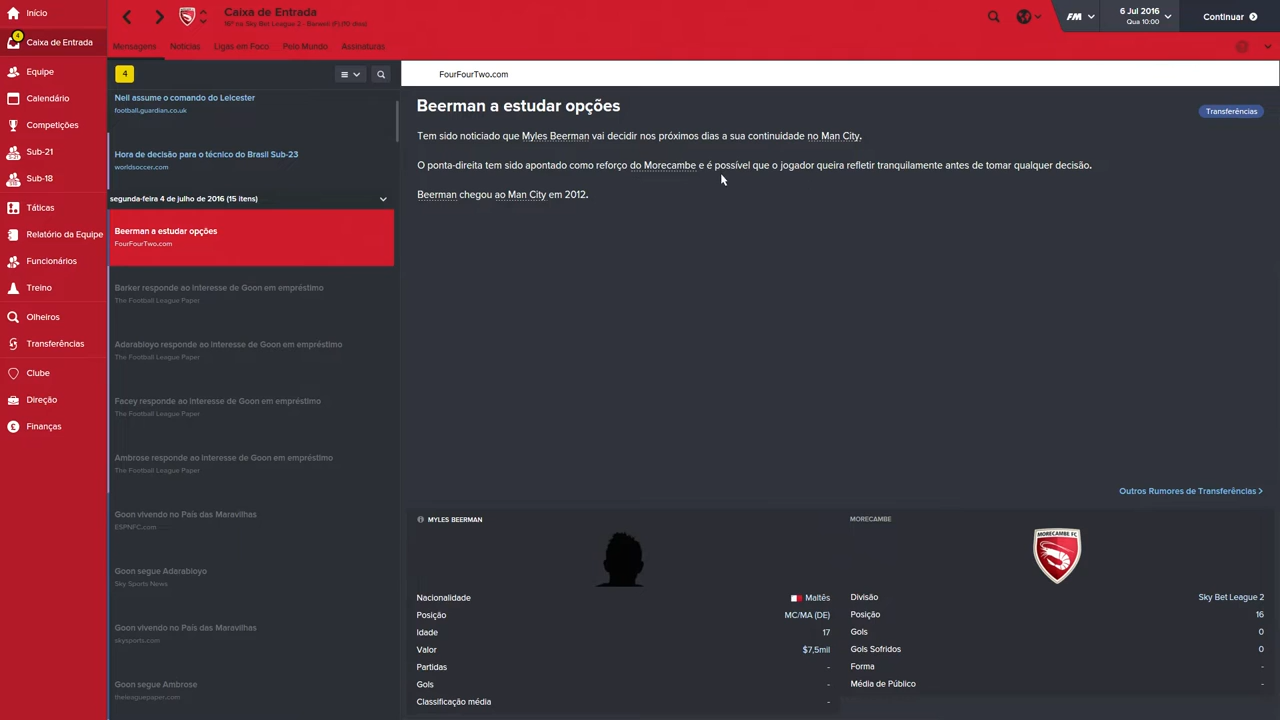 Início
Caixa de Entrada
4
Equipe
Calendário
Competições
Sub-21
Sub-18
Táticas
Relatório da Equipe
Funcionários
Treino
Olheiros
Transferências
Clube
Direção
Finanças
Caixa de Entrada
16º na Sky Bet League 2 - Barwell (F) (10 dias)
FM
6 Jul 2016
Qui 10:00
Continuar
Mensagens
Notícias
Ligas em Foco
Pelo Mundo
Assinaturas
4
Neil assume o comando do Leicester
football.guardian.co.uk
Hora de decisão para o técnico do Brasil Sub-23
worldsoccer.com
segunda-feira 4 de julho de 2016 (15 itens)
Beerman a estudar opções
FourFourTwo.com
Barker responde ao interesse de Goon em empréstimo
The Football League Paper
Adarabioyo responde ao interesse de Goon em empréstimo
The Football League Paper
Facey responde ao interesse de Goon em empréstimo
The Football League Paper
Ambrose responde ao interesse de Goon em empréstimo
The Football League Paper
Goon vivendo no País das Maravilhas
ESPNFC.com
Goon segue Adarabioyo
Sky Sports News
Goon vivendo no País das Maravilhas
skysports.com
Goon segue Ambrose
theleaguepaper.com
FourFourTwo.com
Beerman a estudar opções
Transferências
Tem sido noticiado que Myles Beerman vai decidir nos próximos dias a sua continuidade no Man City.
O ponta-direita tem sido apontado como reforço do Morecambe e é possível que o jogador queira refletir tranquilamente antes de tomar qualquer decisão.
Beerman chegou ao Man City em 2012.
Outros Rumores de Transferências
MYLES BEERMAN
Nacionalidade Maltês
Posição MC/MA (DE)
Idade 17
Valor $7,5mil
Partidas -
Gols -
Classificação média -
MORECAMBE
MORECAMBE FC
Divisão Sky Bet League 2
Posição 16
Gols 0
Gols Sofridos 0
Forma -
Média de Público -